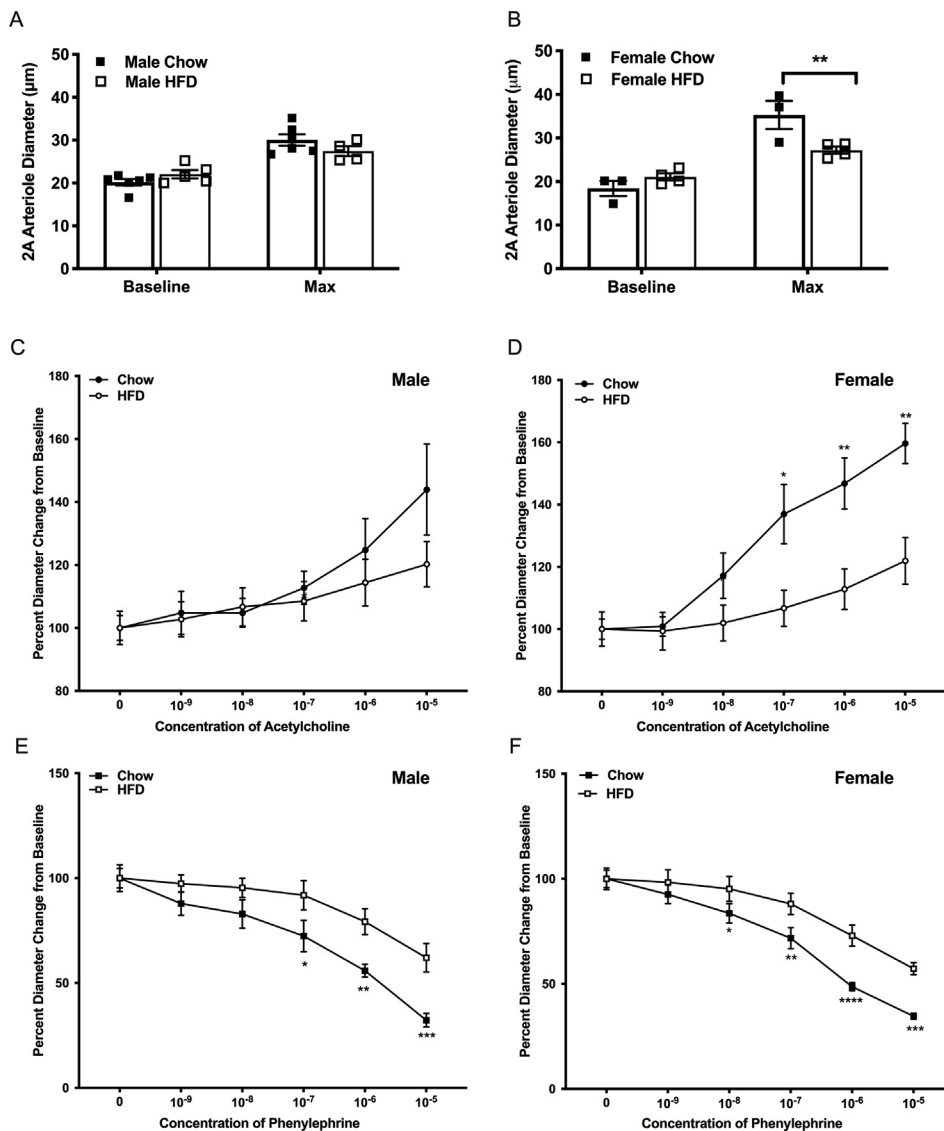 A
50
40
30
20
10
0
2A Arteriole Diameter (µm)
Male Chow
Male HFD
Baseline
Max
B
50
40
30
20
10
0
2A Arteriole Diameter (µm)
Female Chow
Female HFD
**
Baseline
Max
C
180
160
140
120
100
80
Percent Diameter Change from Baseline
Chow
HFD
Male
0
10-9
10-8
10-7
10-6
10-5
Concentration of Acetylcholine
D
180
160
140
120
100
80
Percent Diameter Change from Baseline
Chow
HFD
Female
*
**
**
0
10-9
10-8
10-7
10-6
10-5
Concentration of Acetylcholine
E
150
100
50
0
Percent Diameter Change from Baseline
Chow
HFD
Male
*
**
***
0
10-9
10-8
10-7
10-6
10-5
Concentration of Phenylephrine
F
150
100
50
0
Percent Diameter Change from Baseline
Chow
HFD
Female
*
**
****
***
0
10-9
10-8
10-7
10-6
10-5
Concentration of Phenylephrine